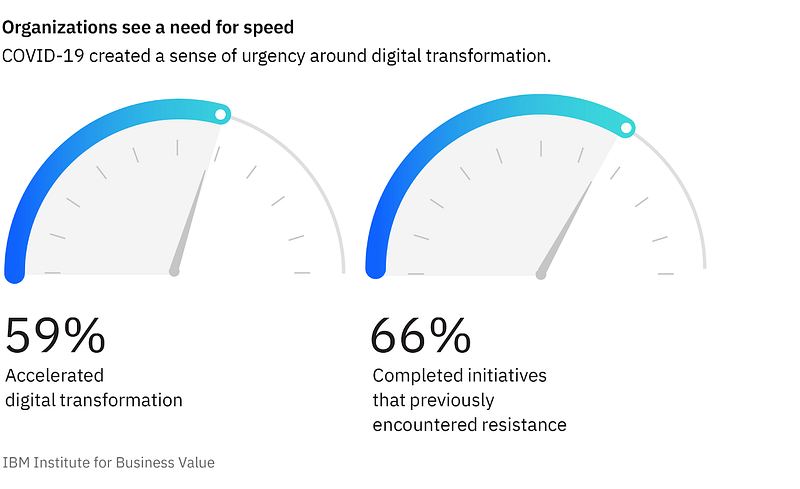 Organizations see a need for speed
COVID-19 created a sense of urgency around digital transformation.
59%
Accelerated
digital transformation
66%
Completed initiatives
that previously
encountered resistance
IBM Institute for Business Value